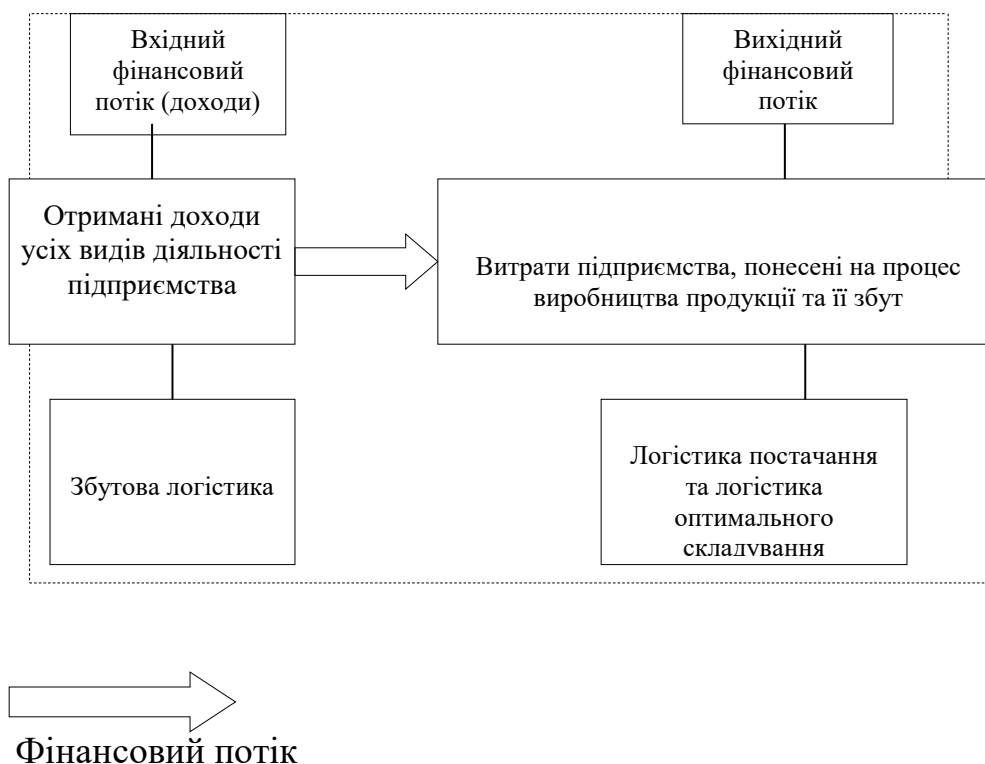 Вхідний
фінансовий
потік (доходи)
Вихідний
фінансовий
потік
Отримані доходи
усіх видів діяльності
підприємства
Витрати підприємства, понесені на процес
виробництва продукції та її збут
Збутова логістика
Логістика постачання
та логістика
оптимального
складування
Фінансовий потік